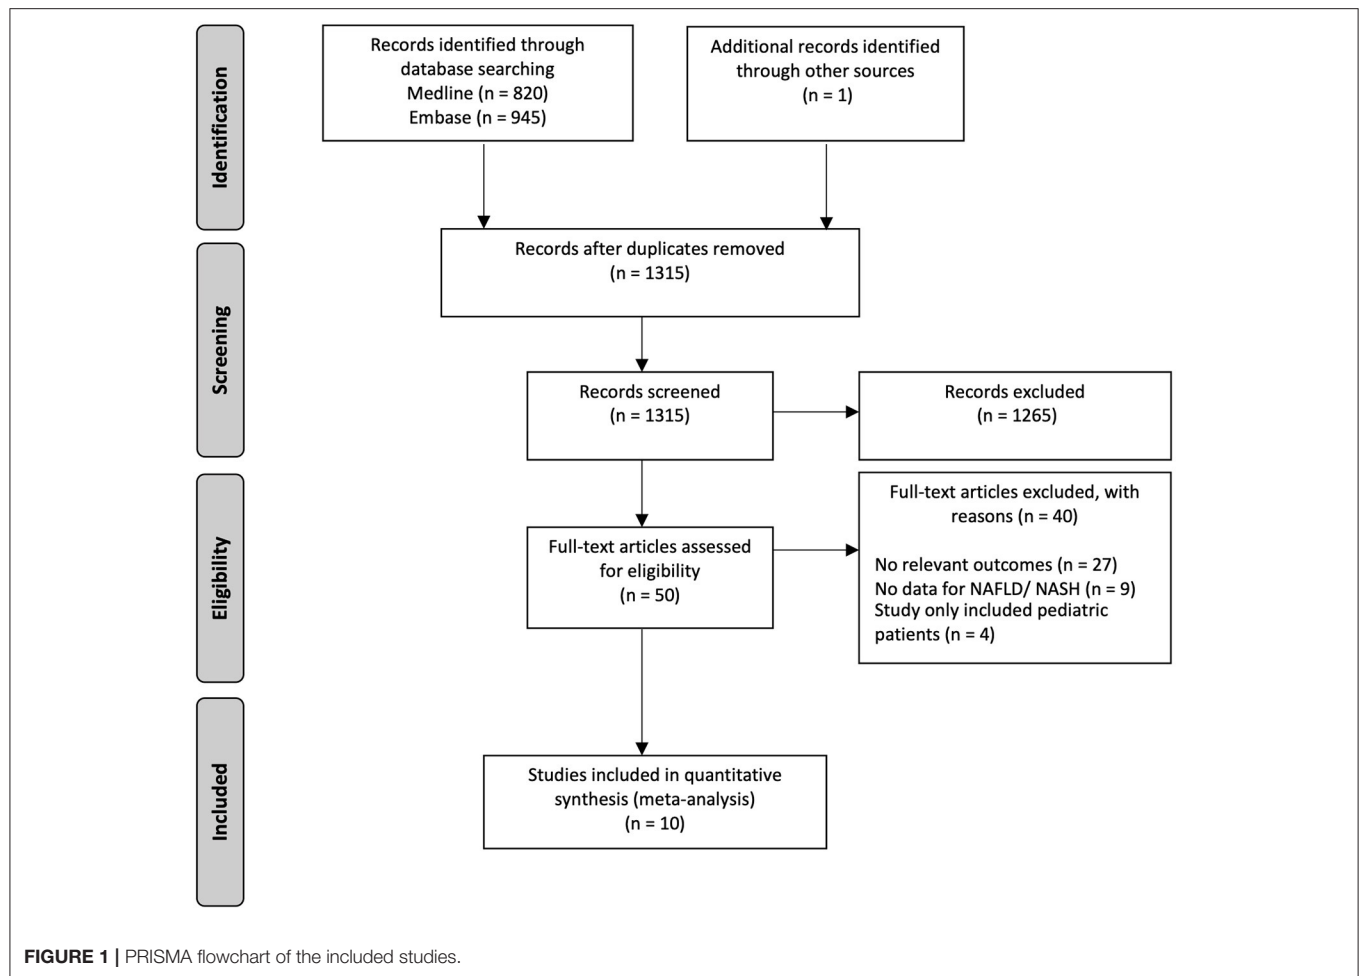 Identification
Records identified through
database searching
Medline (n = 820)
Embase (n = 945)
Additional records identified
through other sources
(n = 1)
Screening
Records after duplicates removed
(n = 1315)
Records screened
(n = 1315)
Records excluded
(n = 1265)
Eligibility
Full-text articles assessed
for eligibility
(n = 50)
Full-text articles excluded, with
reasons (n = 40)
No relevant outcomes (n = 27)
No data for NAFLD/ NASH (n = 9)
Study only included pediatric
patients (n = 4)
Included
Studies included in quantitative
synthesis (meta-analysis)
(n = 10)
FIGURE 1 | PRISMA flowchart of the included studies.